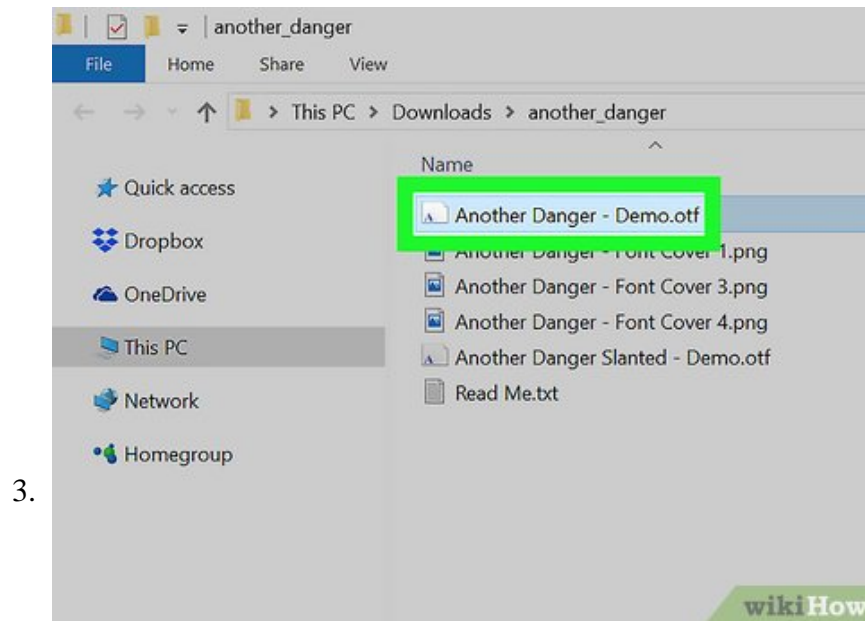 another_danger
File Home Share View
This PC > Downloads > another_danger
Name
Quick access
Another Danger - Demo.otf
Dropbox
Another Danger - Font Cover 1.png
OneDrive
Another Danger - Font Cover 3.png
Another Danger - Font Cover 4.png
This PC
Another Danger Slanted - Demo.otf
Network
Read Me.txt
Homegroup
3.
wikiHow